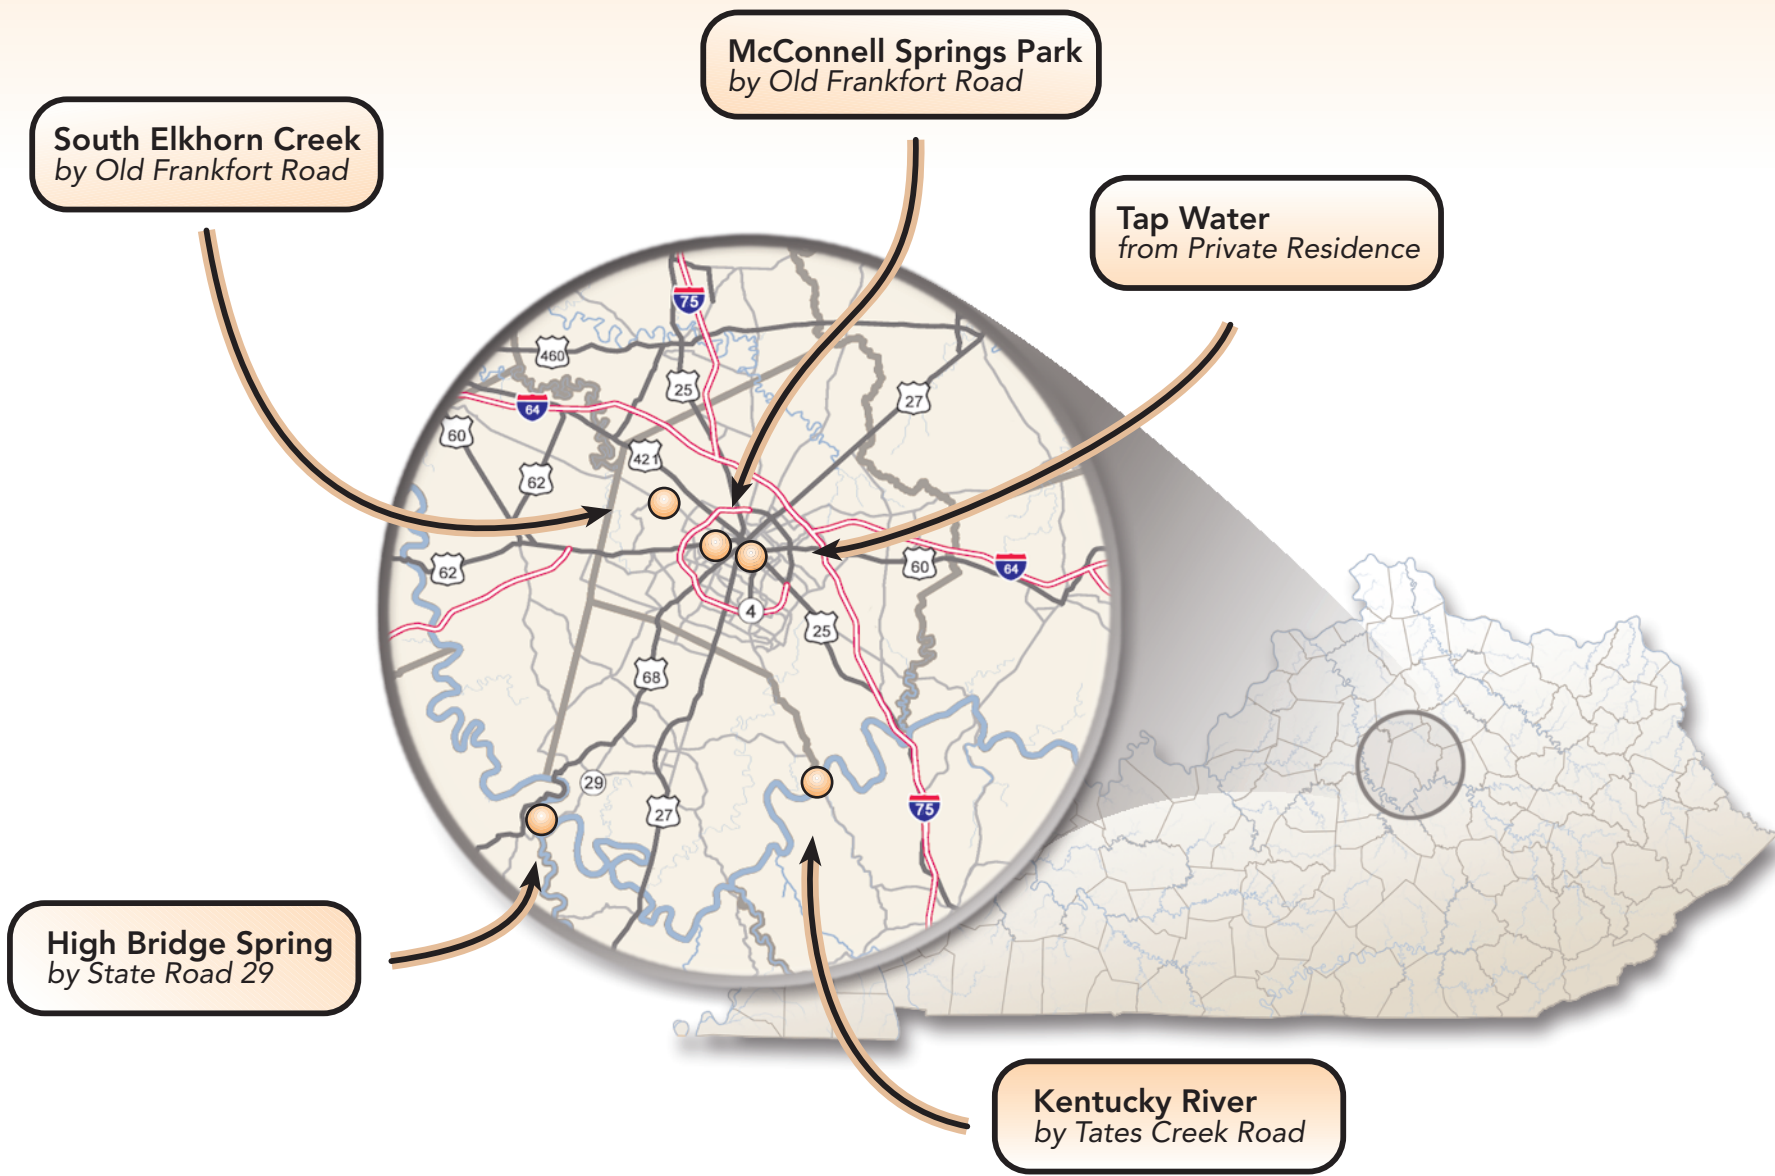 McConnell Springs Park
by Old Frankfort Road
South Elkhorn Creek
by Old Frankfort Road
Tap Water
from Private Residence
75
460
25
64
27
60
421
62
62
60
64
4
25
68
29
27
75
High Bridge Spring
by State Road 29
Kentucky River
by Tates Creek Road